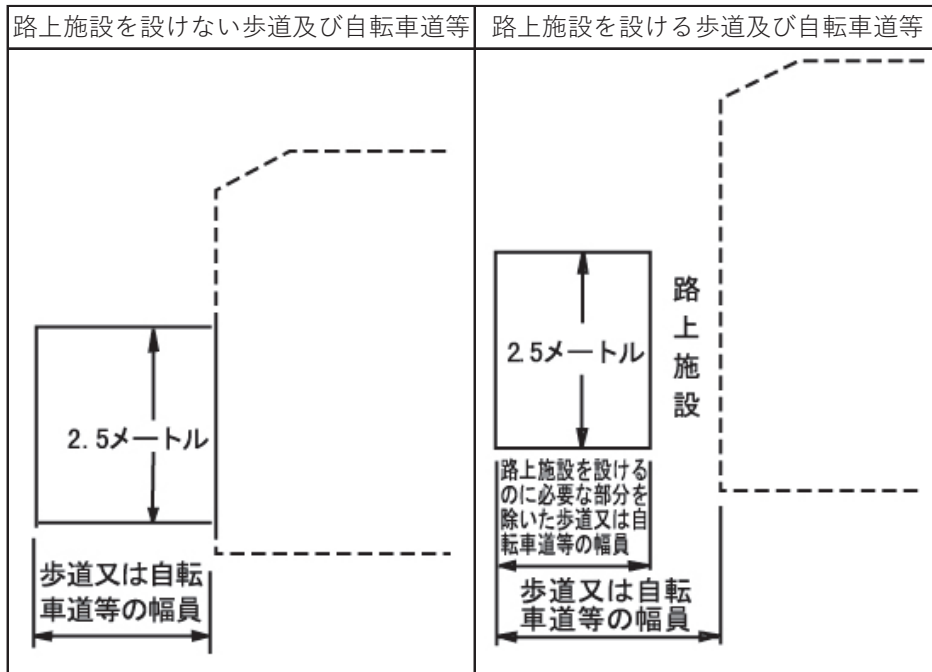 路上施設を設けない歩道及び自転車道等
路上施設を設ける歩道及び自転車道等
2.5メートル
歩道又は自転
車道等の幅員
2.5メートル
路上施設
路上施設を設ける
のに必要な部分を
除いた歩道又は自
転車道等の幅員
歩道又は自転
車道等の幅員